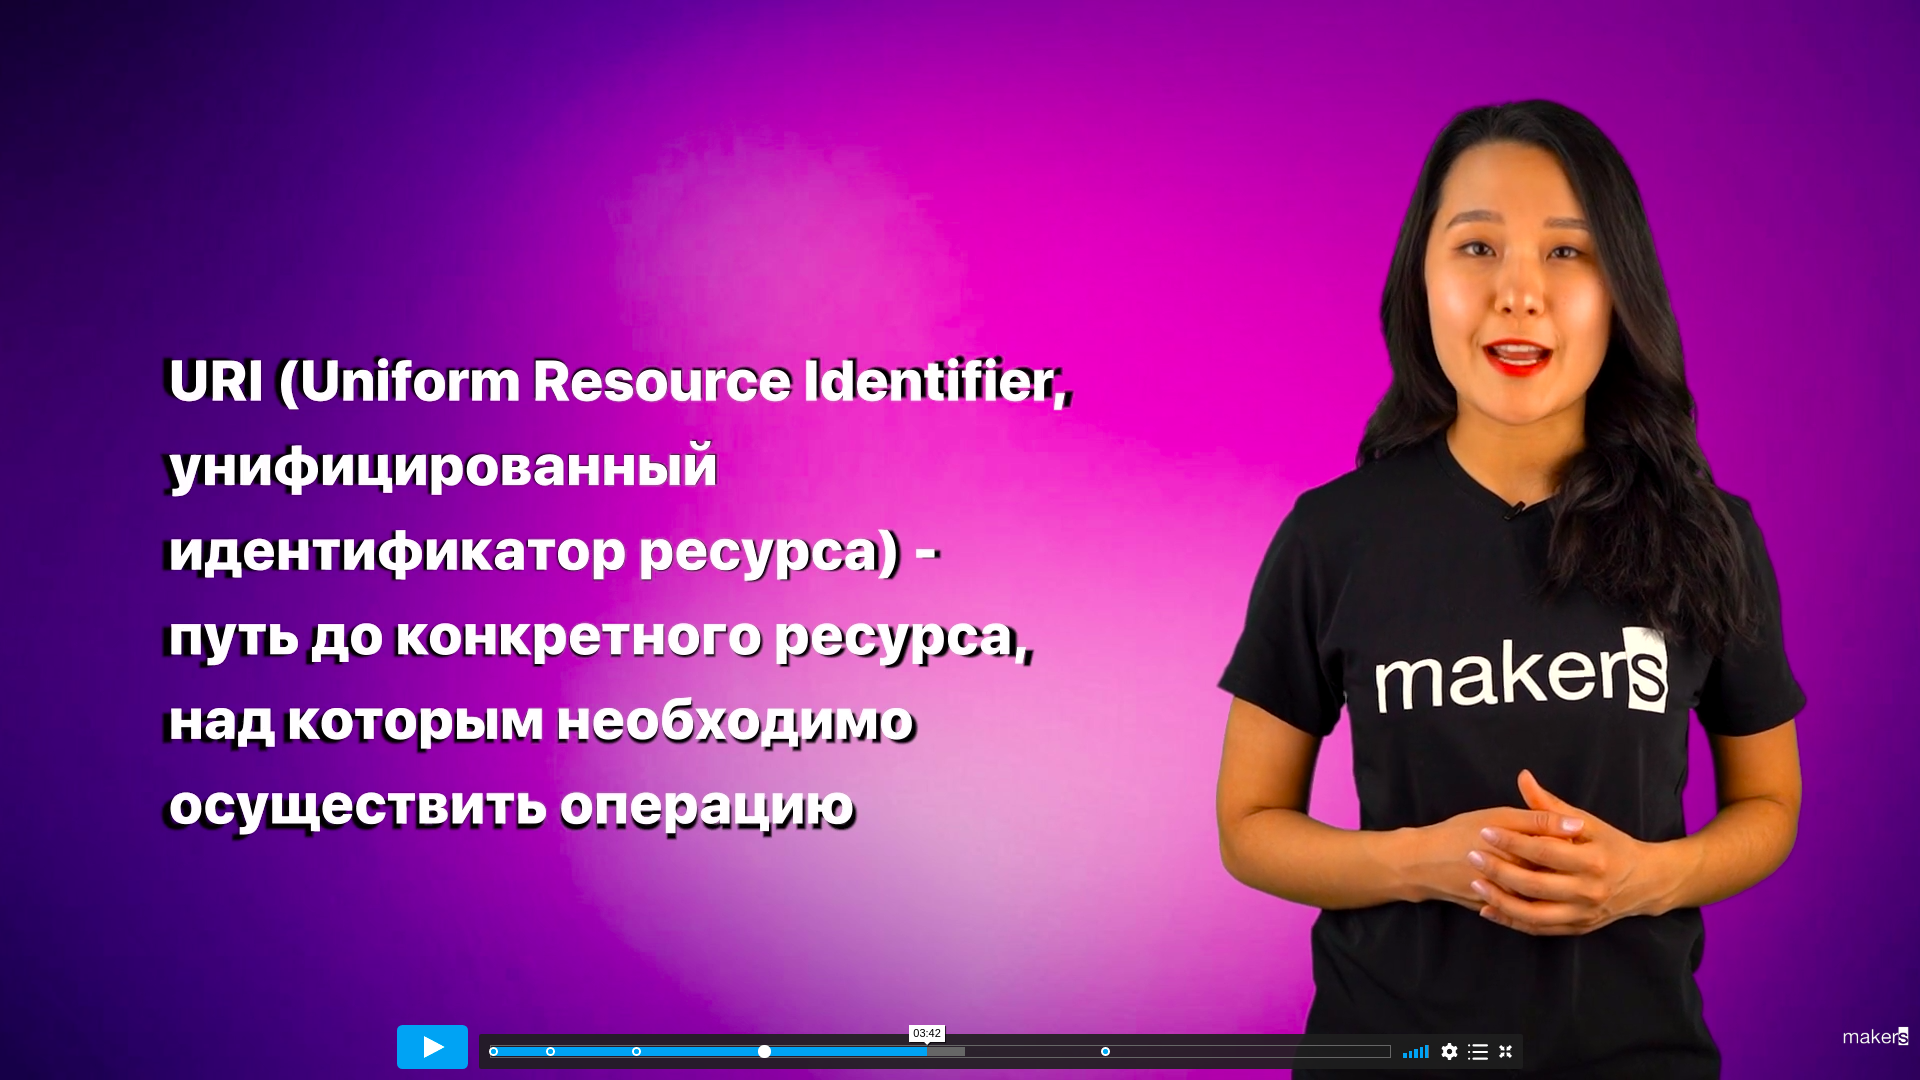 URI (Uniform Resource Identifier,
унифицированный
идентификатор ресурса) -
путь до конкретного ресурса,
над которым необходимо
осуществить операцию
makers
03:42
makers